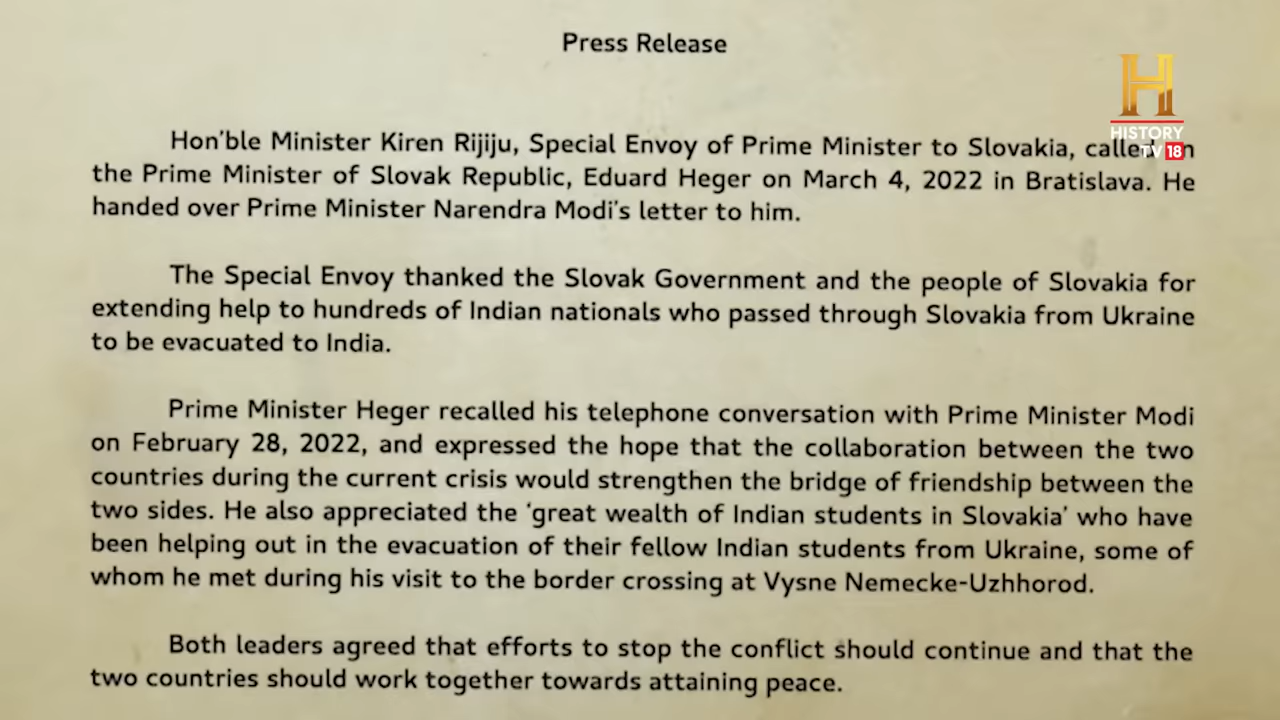 Press Release
HISTORY
TV 18
Hon'ble Minister Kiren Rijiju, Special Envoy of Prime Minister to Slovakia,
the Prime Minister of Slovak Republic, Eduard Heger on March 4, 2022 in Bratislava. He
handed over Prime Minister Narendra Modi's letter to him.
The Special Envoy thanked the Slovak Government and the people of Slovakia for
extending help to hundreds of Indian nationals who passed through Slovakia from Ukraine
to be evacuated to India.
Prime Minister Heger recalled his telephone conversation with Prime Minister Modi
on February 28, 2022, and expressed the hope that the collaboration between the two
countries during the current crisis would strengthen the bridge of friendship between the
two sides. He also appreciated the 'great wealth of Indian students in Slovakia' who have
been helping out in the evacuation of their fellow Indian students from Ukraine, some of
whom he met during his visit to the border crossing at Vysne Nemecke-Uzhhorod.
Both leaders agreed that efforts to stop the conflict should continue and that the
two countries should work together towards attaining peace.